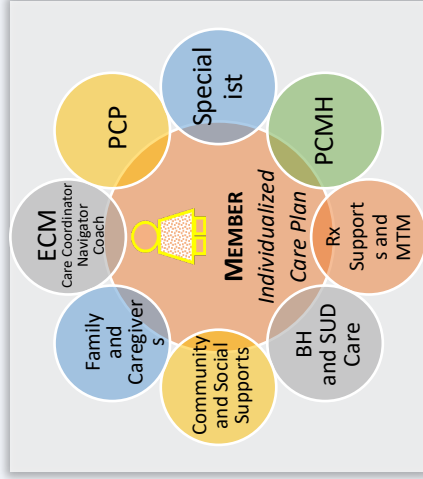 ECM
Care Coordinator
Navigator
Coach
PCP
Special
ist
PCMH
Rx
Support
s and
MTM
BH
and SUD
Care
Community
and Social
Supports
Family
and
Caregiver
s
MEMBER
Individualized
Care Plan